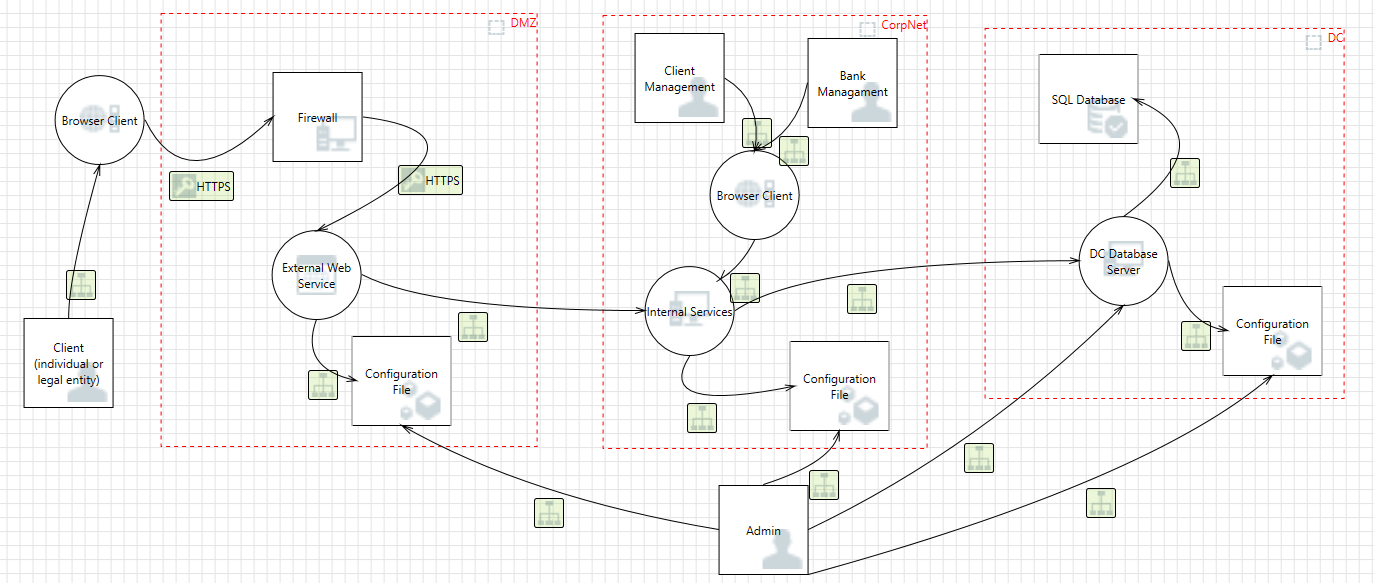 DMZ
CorpNet
DC
Client
Management
Bank
Managament
SQL Database
Browser Client
Firewall
HTTPS
HTTPS
Browser Client
External Web
Service
DC Database
Server
Internal Services
Client
(individual or
legal entity)
Configuration
File
Configuration
File
Configuration
File
Admin